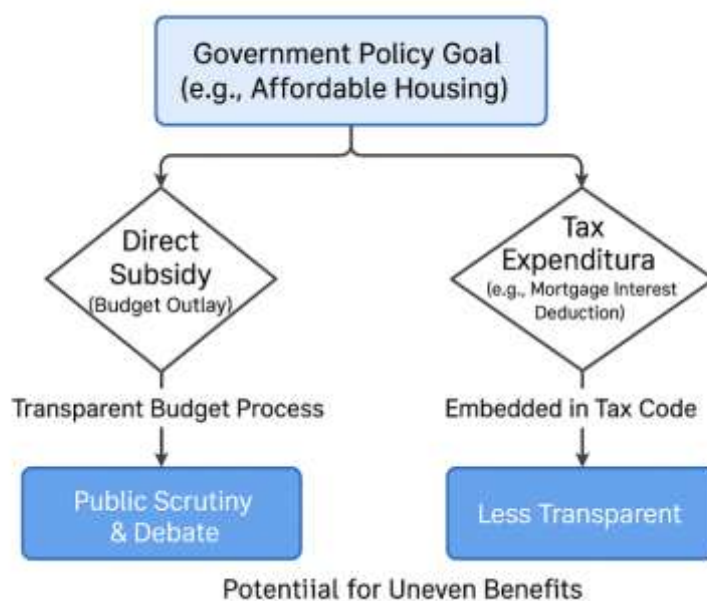 Government Policy Goal
(e.g., Affordable Housing)
Direct
Subsidy
(Budget Outlay)
Tax
Expenditura
(e.g., Mortgage Interest
Deduction)
Transparent Budget Process
Embedded in Tax Code
Public Scrutiny
& Debate
Less Transparent
Potentiial for Uneven Benefits